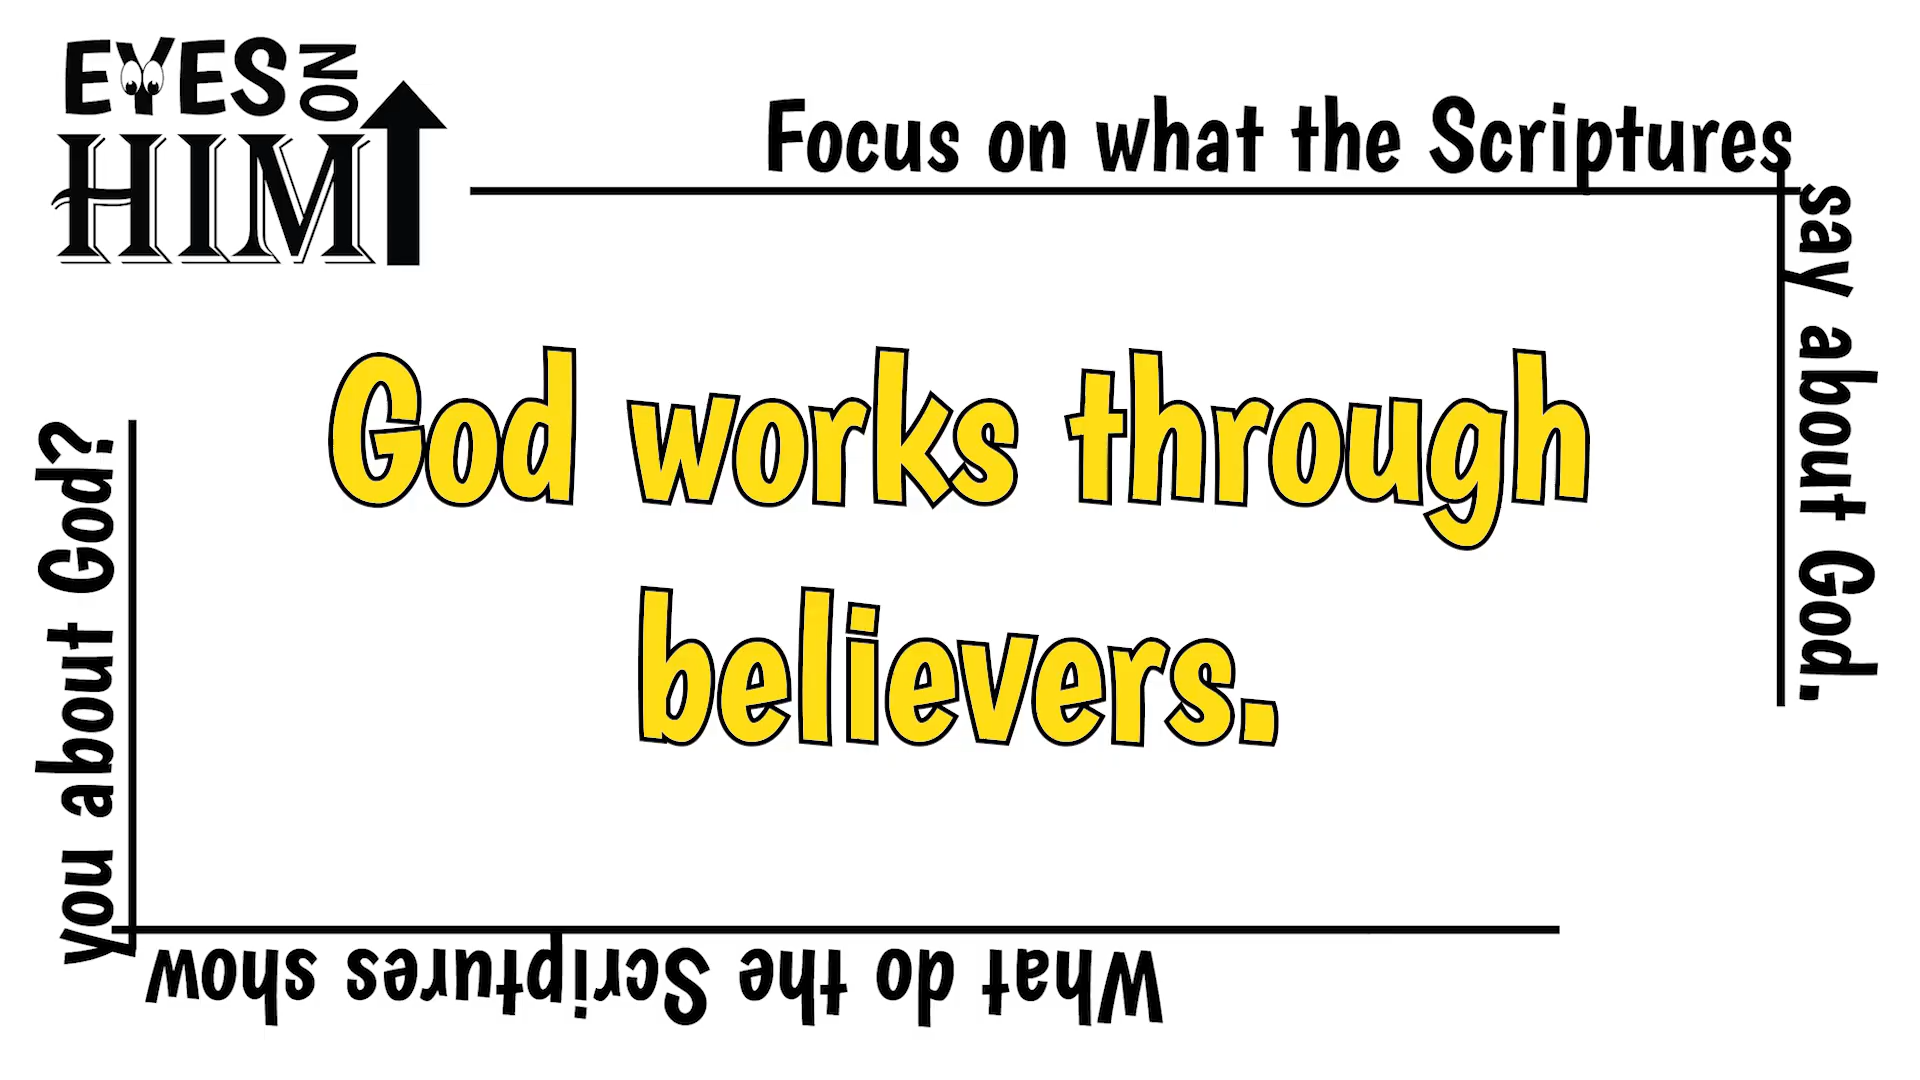 EYES ON
HIM
Focus on what the Scriptures
say about God.
God works through
believers.
What do the Scriptures show
you about God?